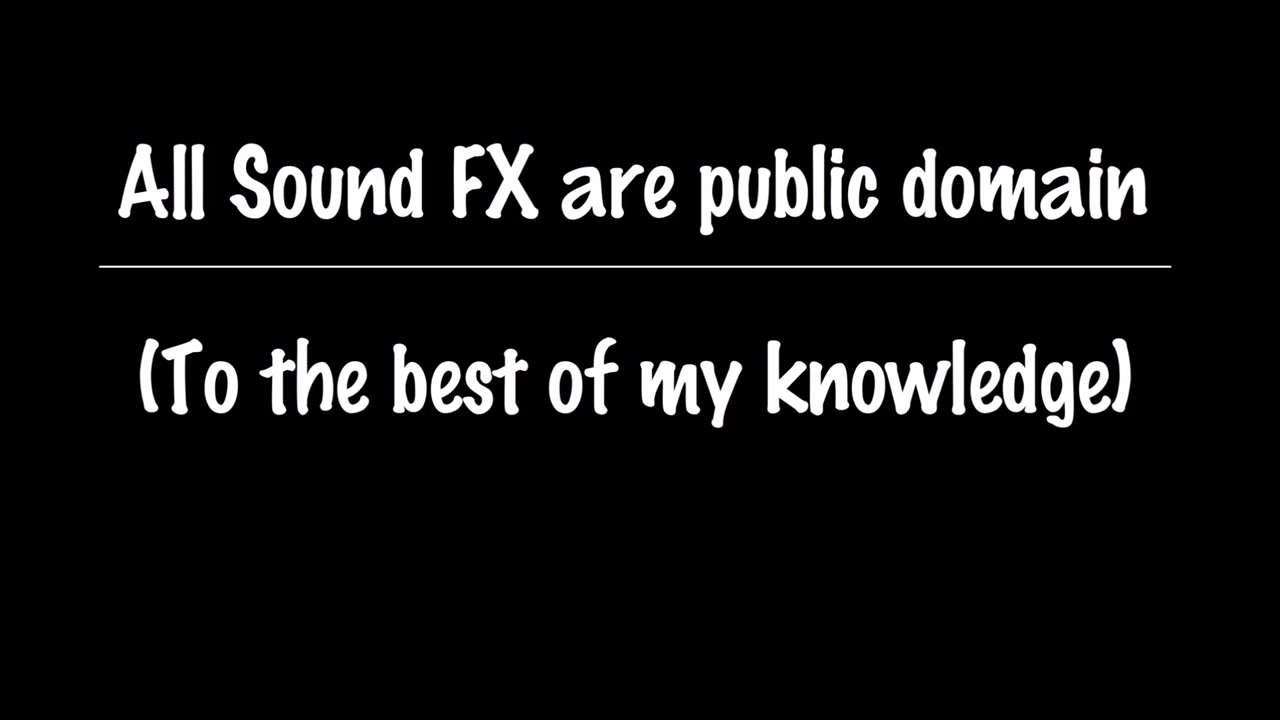 All Sound FX are public domain
(To the best of my knowledge)